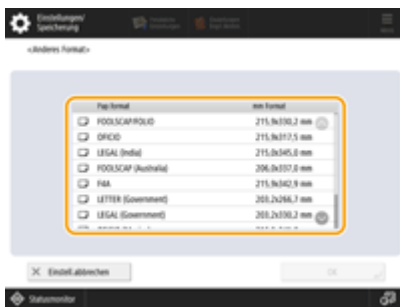 Einstellungen/
Speicherung
<Anderes Format>
Pap.format mm Format
FOOLSCAP/FOLIO 215,9x330,2 mm
OFICIO 215,9x317,5 mm
LEGAL (India) 215,0x345,0 mm
FOOLSCAP (Australia) 206,0x337,0 mm
F4A 215,9x342,9 mm
LETTER (Government) 203,2x266,7 mm
LEGAL (Government) 203,2x330,2 mm
Einstell.abbrechen OK
Statusmonitor